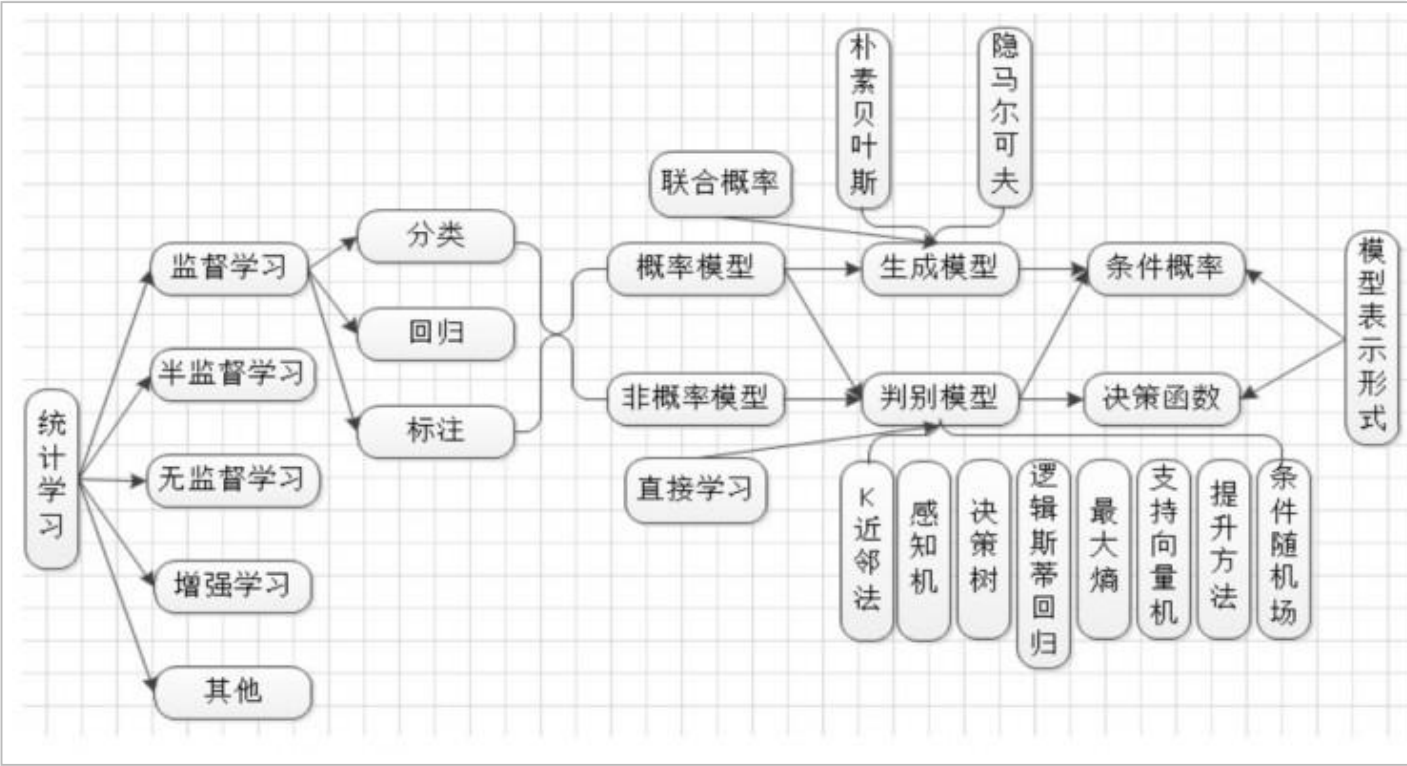 统计学习
监督学习
半监督学习
无监督学习
增强学习
其他
分类
回归
标注
联合概率
概率模型
非概率模型
直接学习
朴素贝叶斯
隐马尔可夫
生成模型
判别模型
条件概率
决策函数
模型表示形式
K近邻法
感知机
决策树
逻辑斯蒂回归
最大熵
支持向量机
提升方法
条件随机场